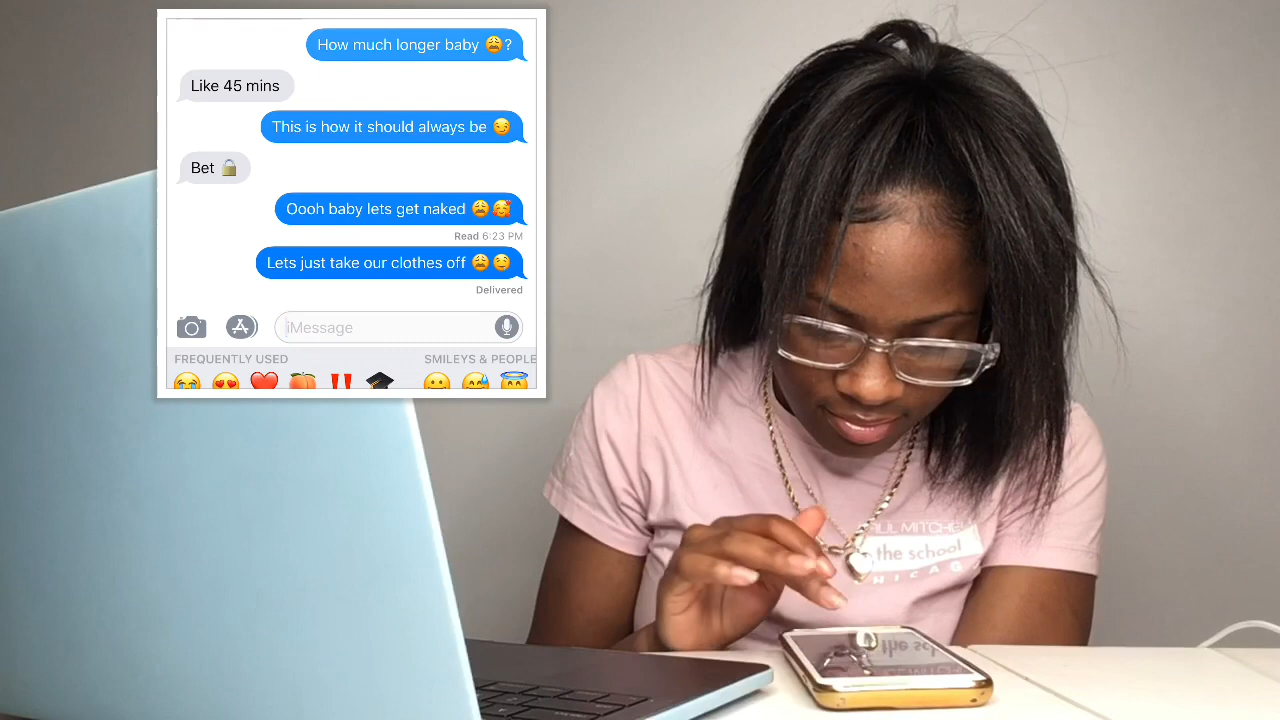 How much longer baby 😩?
Like 45 mins
This is how it should always be 😏
Bet 🔒
Oooh baby lets get naked 😩🥰
Read 6:23 PM
Lets just take our clothes off 😩😉
Delivered
iMessage
FREQUENTLY USED
SMILEYS & PEOPLE
the school